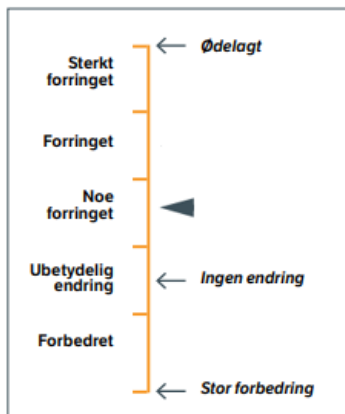 Ødelagt
Sterkt
forringet
Forringet
Noe
forringet
Ubetydelig
endring
Ingen endring
Forbedret
Stor forbedring